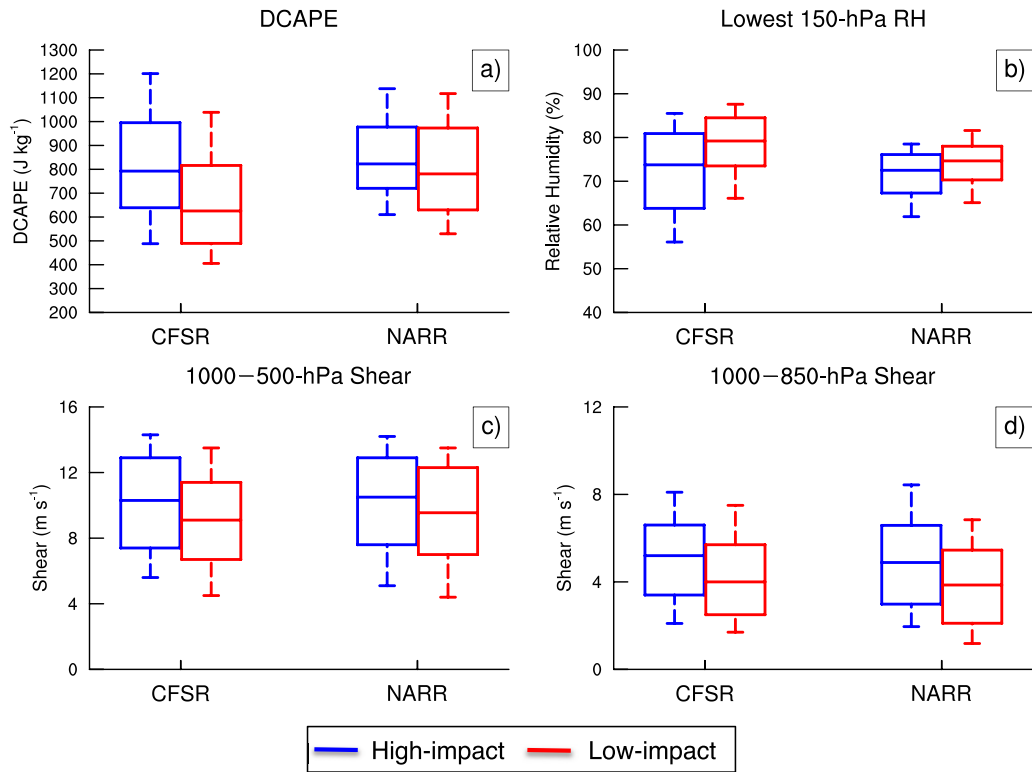 DCAPE
a)
1300
1200
1100
1000
900
800
700
600
500
400
300
200
DCAPE (J kg⁻¹)
CFSR
NARR
Lowest 150-hPa RH
b)
100
90
80
70
60
50
40
Relative Humidity (%)
CFSR
NARR
1000−500-hPa Shear
c)
16
12
8
4
0
Shear (m s⁻¹)
CFSR
NARR
1000−850-hPa Shear
d)
12
8
4
0
Shear (m s⁻¹)
CFSR
NARR
High-impact
Low-impact